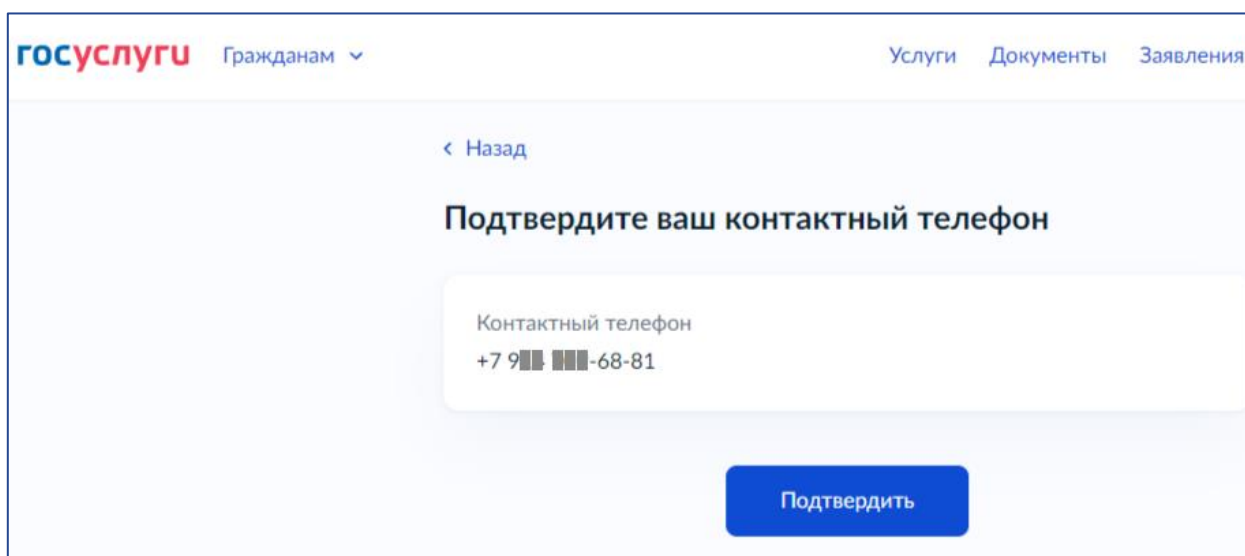 госуслуги Гражданам Услуги Документы Заявления
Назад
Подтвердите ваш контактный телефон
Контактный телефон
+7 9 -68-81
Подтвердить